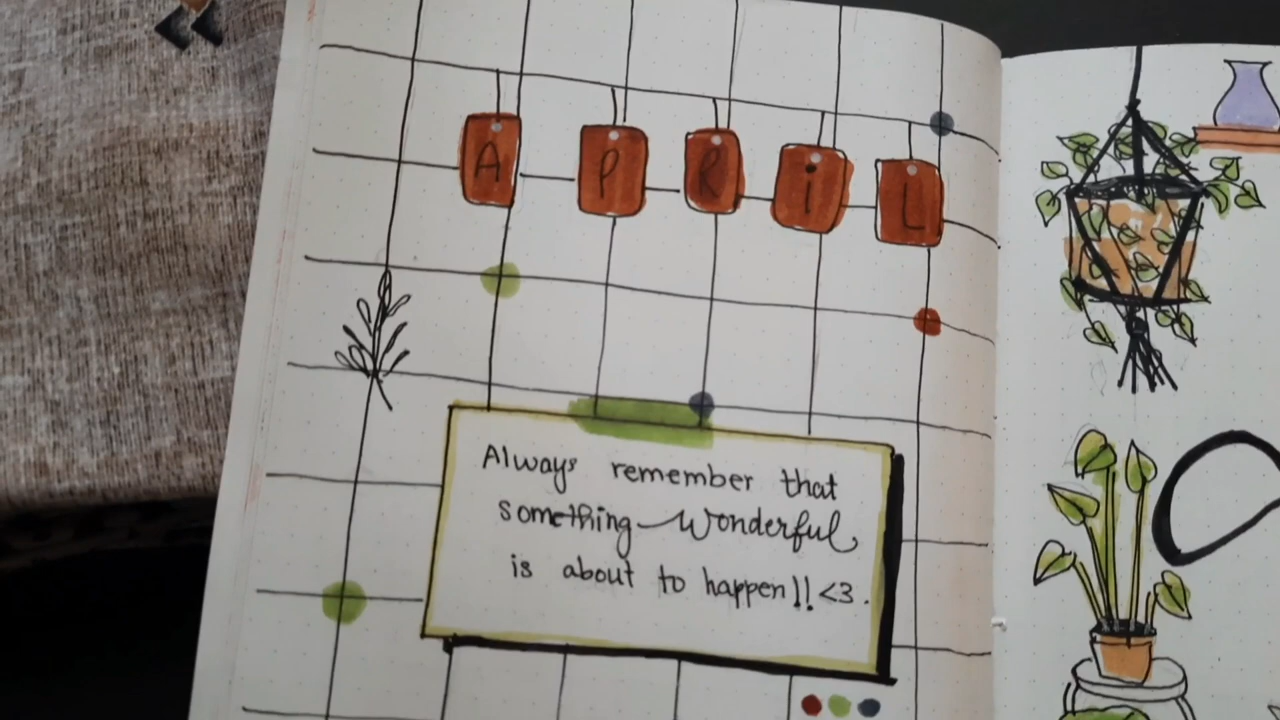 APRiL
Always remember that
something Wonderful
is about to happen!! <3.